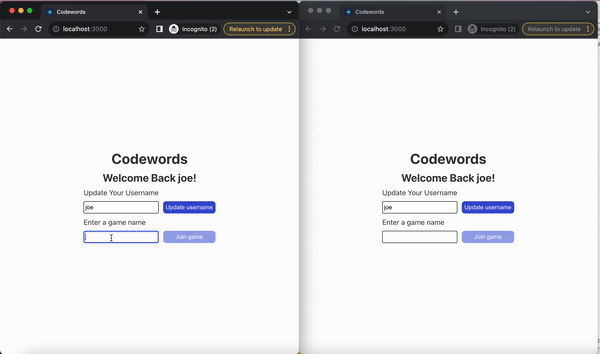 Codewords
localhost:3000
Incognito (2)
Relaunch to update
Codewords
Welcome Back joe!
Update Your Username
joe
Update username
Enter a game name
Join game
Codewords
localhost:3000
Incognito (2)
Relaunch to update
Codewords
Welcome Back joe!
Update Your Username
joe
Update username
Enter a game name
Join game